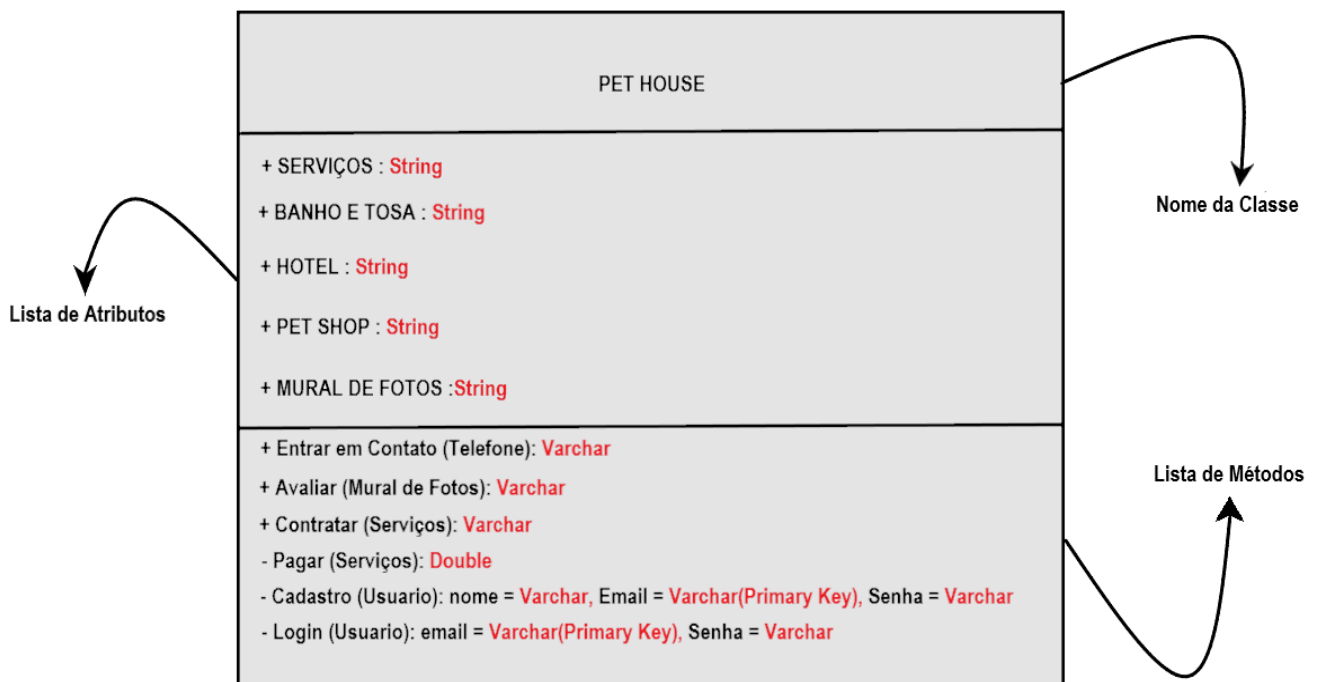 PET HOUSE
+ SERVIÇOS : String
+ BANHO E TOSA : String
+ HOTEL : String
+ PET SHOP : String
+ MURAL DE FOTOS :String
+ Entrar em Contato (Telefone): Varchar
+ Avaliar (Mural de Fotos): Varchar
+ Contratar (Serviços): Varchar
- Pagar (Serviços): Double
- Cadastro (Usuario): nome = Varchar, Email = Varchar(Primary Key), Senha = Varchar
- Login (Usuario): email = Varchar(Primary Key), Senha = Varchar
Nome da Classe
Lista de Atributos
Lista de Métodos